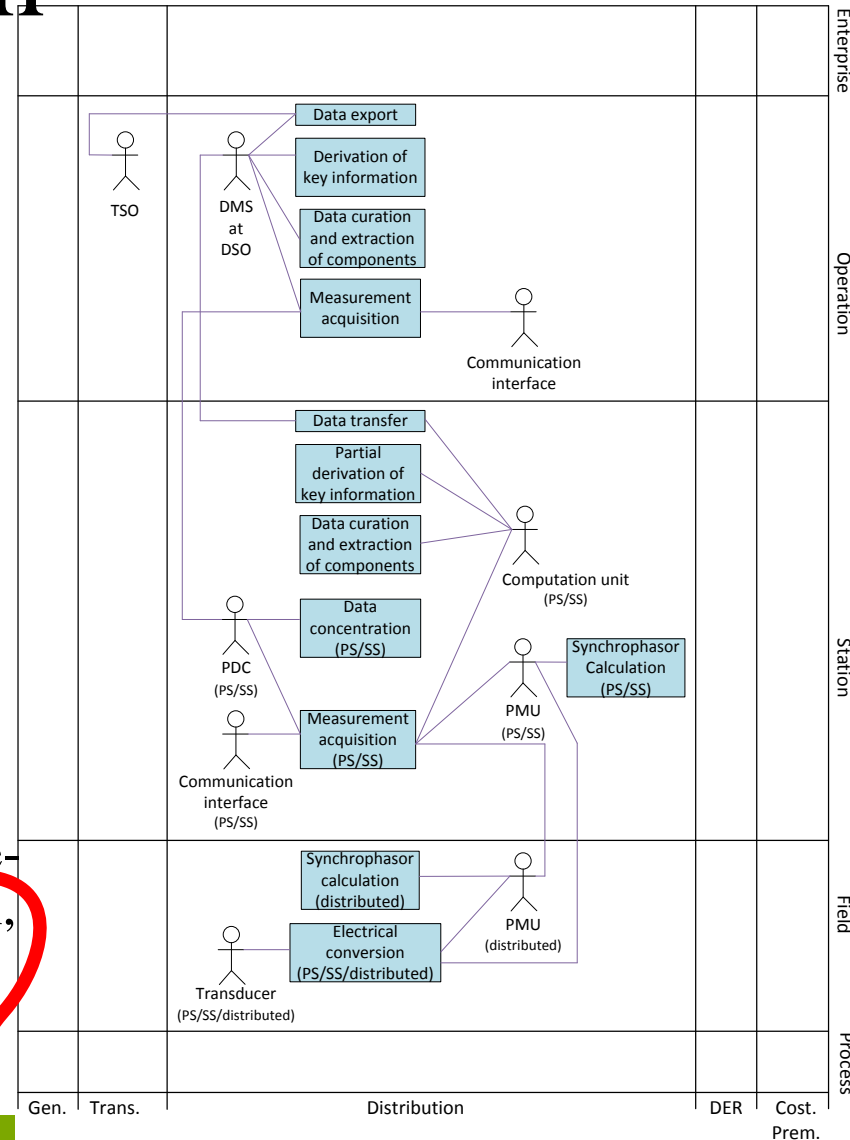 Enterprise
Data export
Derivation of
key information
TSO
DMS
at
DSO
Data curation
and extraction
of components
Measurement
acquisition
Communication
interface
Operation
Data transfer
Partial
derivation of
key information
Data curation
and extraction
of components
Computation unit
(PS/SS)
Data
concentration
(PS/SS)
PDC
(PS/SS)
Synchrophasor
Calculation
(PS/SS)
PMU
(PS/SS)
Measurement
acquisition
(PS/SS)
Communication
interface
(PS/SS)
Station
Synchrophasor
calculation
(distributed)
PMU
(distributed)
Electrical
conversion
(PS/SS/distributed)
Transducer
(PS/SS/distributed)
Field
Process
Gen.
Trans.
Distribution
DER
Cost.
Prem.